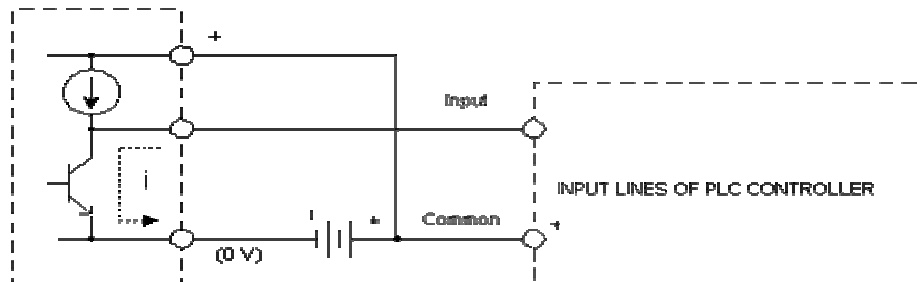 +
Input
i
INPUT LINES OF PLC CONTROLLER
Common
+
(0 V)
+